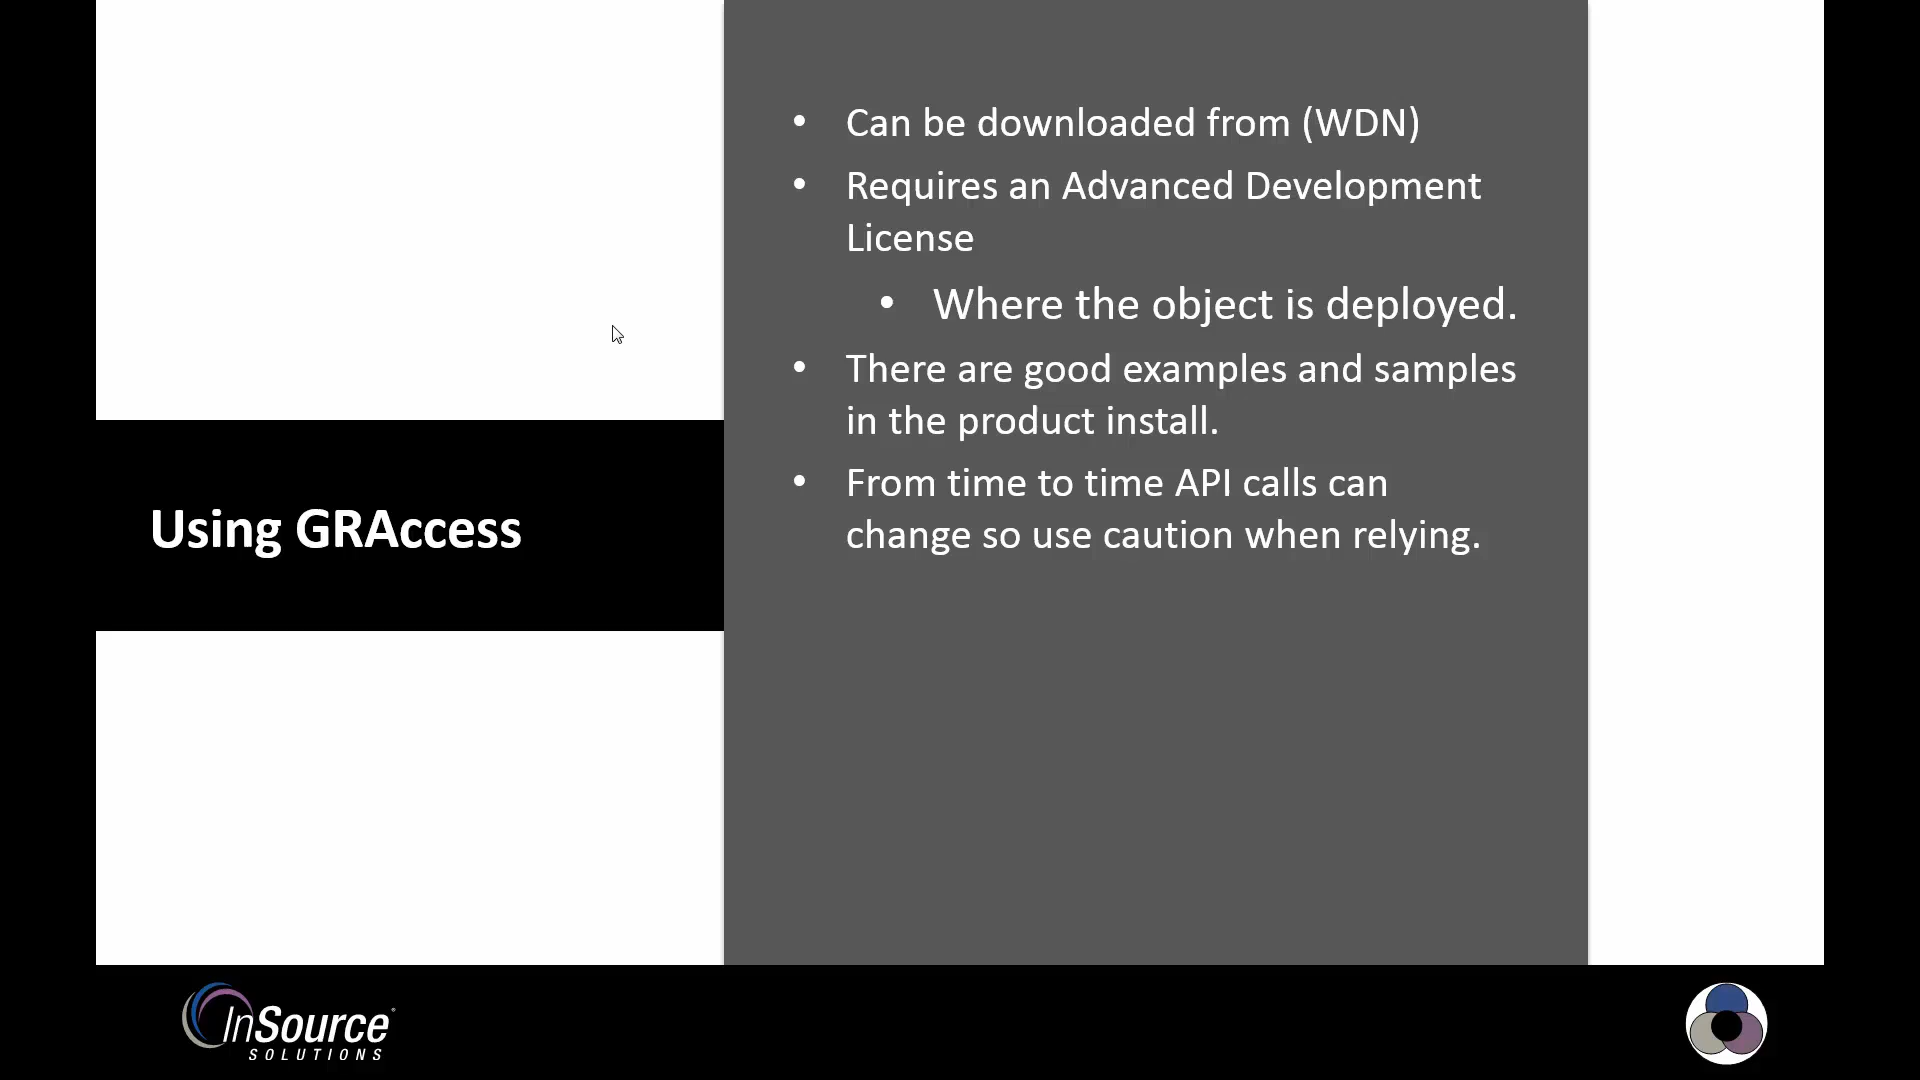 Using GRAccess
• Can be downloaded from (WDN)
• Requires an Advanced Development
License
• Where the object is deployed.
• There are good examples and samples
in the product install.
• From time to time API calls can
change so use caution when relying.
InSource
SOLUTIONS